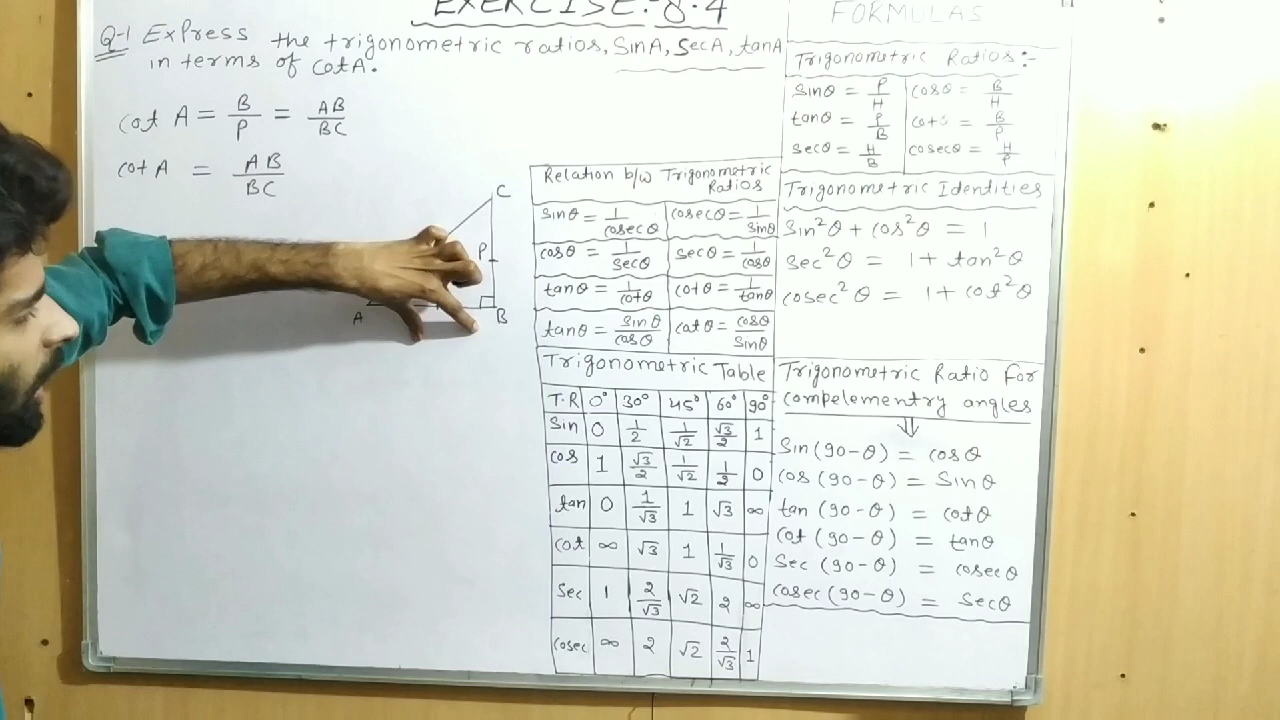 EXERCISE:-8.4
Q-1 Express the trigonometric ratios, SinA, SecA, tanA
in terms of CotA.
Cot A = B/P = AB/BC
Cot A = AB/BC
C
P
A
B
Relation b/w Trigonometric
Ratios
Sinθ = 1/cosecθ | cosecθ = 1/sinθ
cosθ = 1/secθ | secθ = 1/cosθ
tanθ = 1/cotθ | cotθ = 1/tanθ
tanθ = sinθ/cosθ | catθ = cosθ/sinθ
Trigonometric Table
T.R 0° 30° 45° 60° 90°
Sin 0 1/2 1/√2 √3/2 1
Cos 1 √3/2 1/√2 1/2 0
tan 0 1/√3 1 √3 ∞
cot ∞ √3 1 1/√3 0
Sec 1 2/√3 √2 2 ∞
cosec ∞ 2 √2 2/√3 1
FORMULAS
Trigonometric Ratios:-
Sinθ = P/H | cosθ = B/H
tanθ = P/B | cotθ = B/P
secθ = H/B | cosecθ = H/P
Trigonometric Identities
Sin²θ + cos²θ = 1
Sec²θ = 1 + tan²θ
cosec²θ = 1 + cot²θ
Trigonometric Ratio For
compelementry angles
⇓
Sin (90-θ) = cosθ
cos (90-θ) = Sinθ
tan (90-θ) = cotθ
Cot (90-θ) = tanθ
Sec (90-θ) = cosecθ
cosec (90-θ) = Secθ